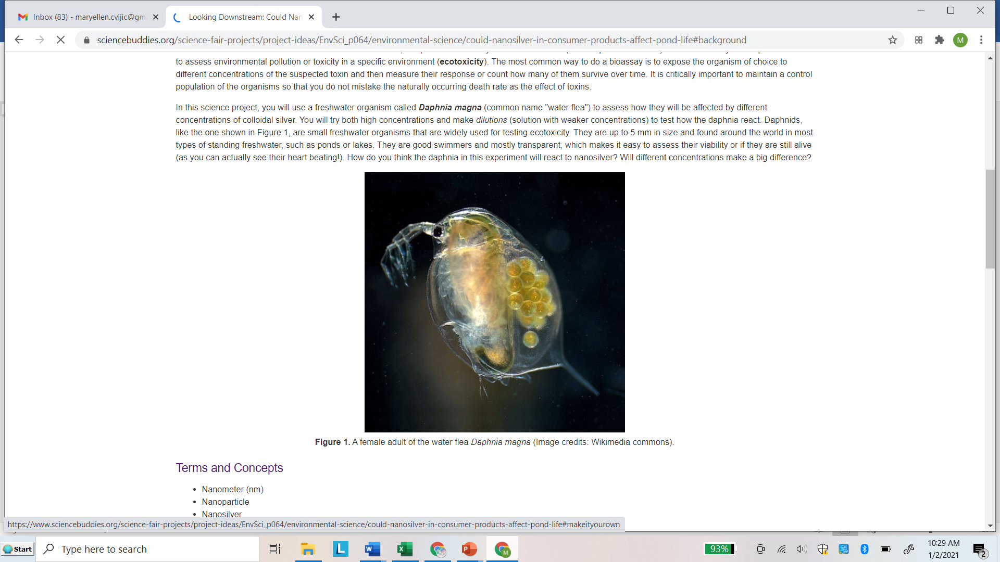 Inbox (83) - maryellen.cvijic@gm
Looking Downstream: Could Nan
sciencebuddies.org/science-fair-projects/project-ideas/EnvSci_p064/environmental-science/could-nanosilver-in-consumer-products-affect-pond-life#background
M
to assess environmental pollution or toxicity in a specific environment (ecotoxicity). The most common way to do a bioassay is to expose the organism of choice to
different concentrations of the suspected toxin and then measure their response or count how many of them survive over time. It is critically important to maintain a control
population of the organisms so that you do not mistake the naturally occurring death rate as the effect of toxins.
In this science project, you will use a freshwater organism called Daphnia magna (common name "water flea") to assess how they will be affected by different
concentrations of colloidal silver. You will try both high concentrations and make dilutions (solution with weaker concentrations) to test how the daphnia react. Daphnids,
like the one shown in Figure 1, are small freshwater organisms that are widely used for testing ecotoxicity. They are up to 5 mm in size and found around the world in most
types of standing freshwater, such as ponds or lakes. They are good swimmers and mostly transparent, which makes it easy to assess their viability or if they are still alive
(as you can actually see their heart beating!). How do you think the daphnia in this experiment will react to nanosilver? Will different concentrations make a big difference?
Figure 1. A female adult of the water flea Daphnia magna (Image credits: Wikimedia commons).
Terms and Concepts
• Nanometer (nm)
• Nanoparticle
• Nanosilver
https://www.sciencebuddies.org/science-fair-projects/project-ideas/EnvSci_p064/environmental-science/could-nanosilver-in-consumer-products-affect-pond-life#makeityourown
Start
Type here to search
L
W
X
P
M
93%
10:29 AM
1/2/2021
2